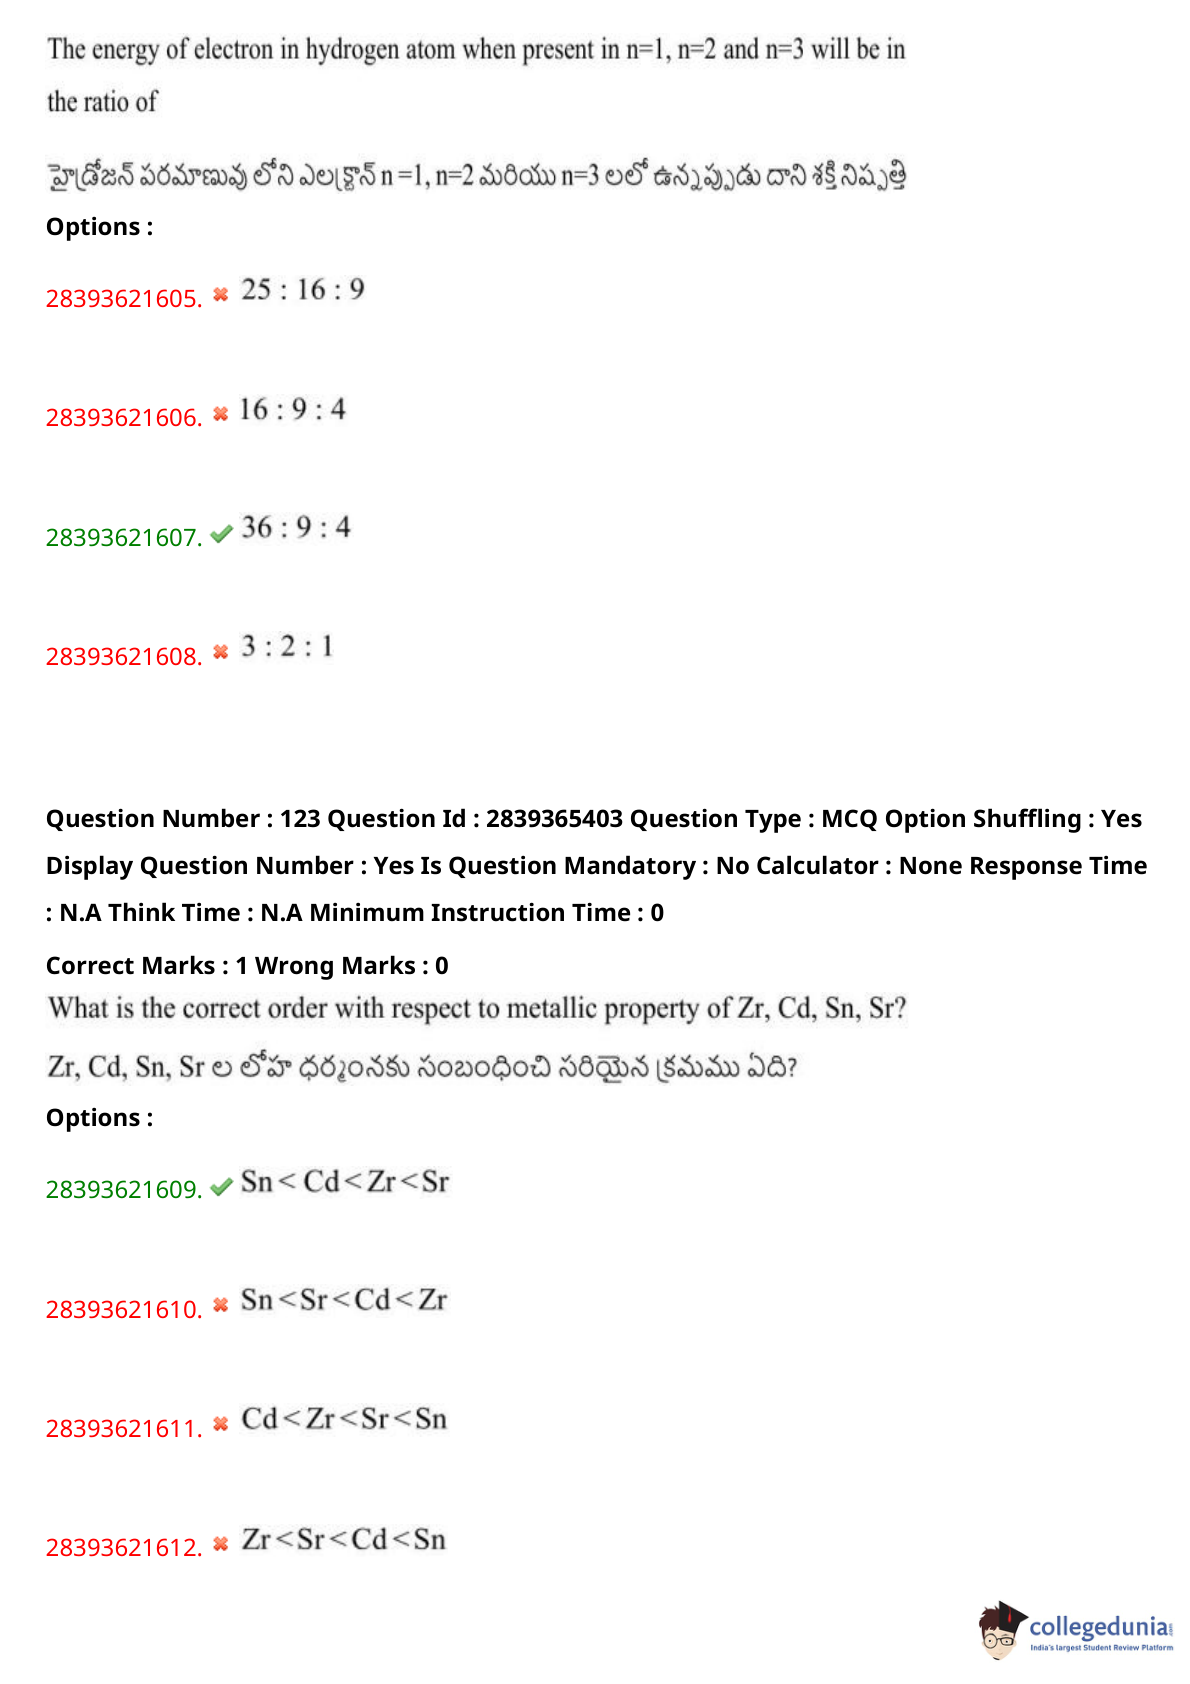 The energy of electron in hydrogen atom when present in n=1, n=2 and n=3 will be in
the ratio of
హైడ్రోజన్ పరమాణువు లోని ఎలక్ట్రాన్ n =1, n=2 మరియు n=3 లలో ఉన్నప్పుడు దాని శక్తి నిష్పత్తి
Options :
28393621605. 25 : 16 : 9
28393621606. 16 : 9 : 4
28393621607. 36 : 9 : 4
28393621608. 3 : 2 : 1
Question Number : 123 Question Id : 2839365403 Question Type : MCQ Option Shuffling : Yes
Display Question Number : Yes Is Question Mandatory : No Calculator : None Response Time
: N.A Think Time : N.A Minimum Instruction Time : 0
Correct Marks : 1 Wrong Marks : 0
What is the correct order with respect to metallic property of Zr, Cd, Sn, Sr?
Zr, Cd, Sn, Sr ల లోహ ధర్మంనకు సంబంధించి సరియైన క్రమము ఏది?
Options :
28393621609. Sn< Cd<Zr<Sr
28393621610. Sn<Sr<Cd<Zr
28393621611. Cd<Zr<Sr<Sn
28393621612. Zr<Sr<Cd<Sn
collegedunia
India's largest Student Review Platform